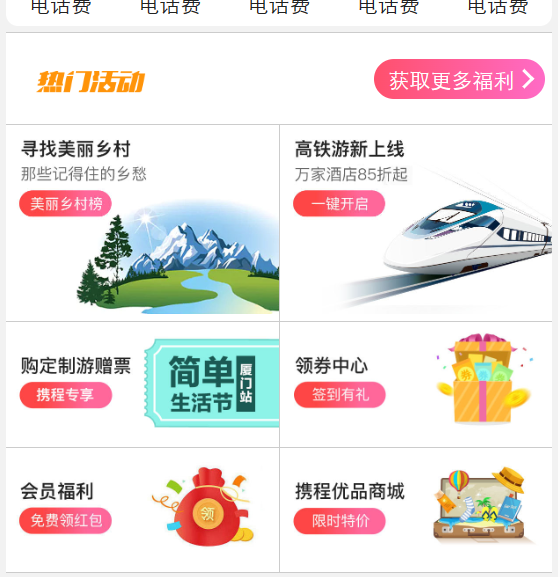 电话费 电话费 电话费 电话费 电话费
热门活动
获取更多福利
寻找美丽乡村
那些记得住的乡愁
美丽乡村榜
高铁游新上线
万家酒店85折起
一键开启
购定制游赠票
携程专享
简单
生活节
厦门站
领券中心
签到有礼
会员福利
免费领红包
领
携程优品商城
限时特价